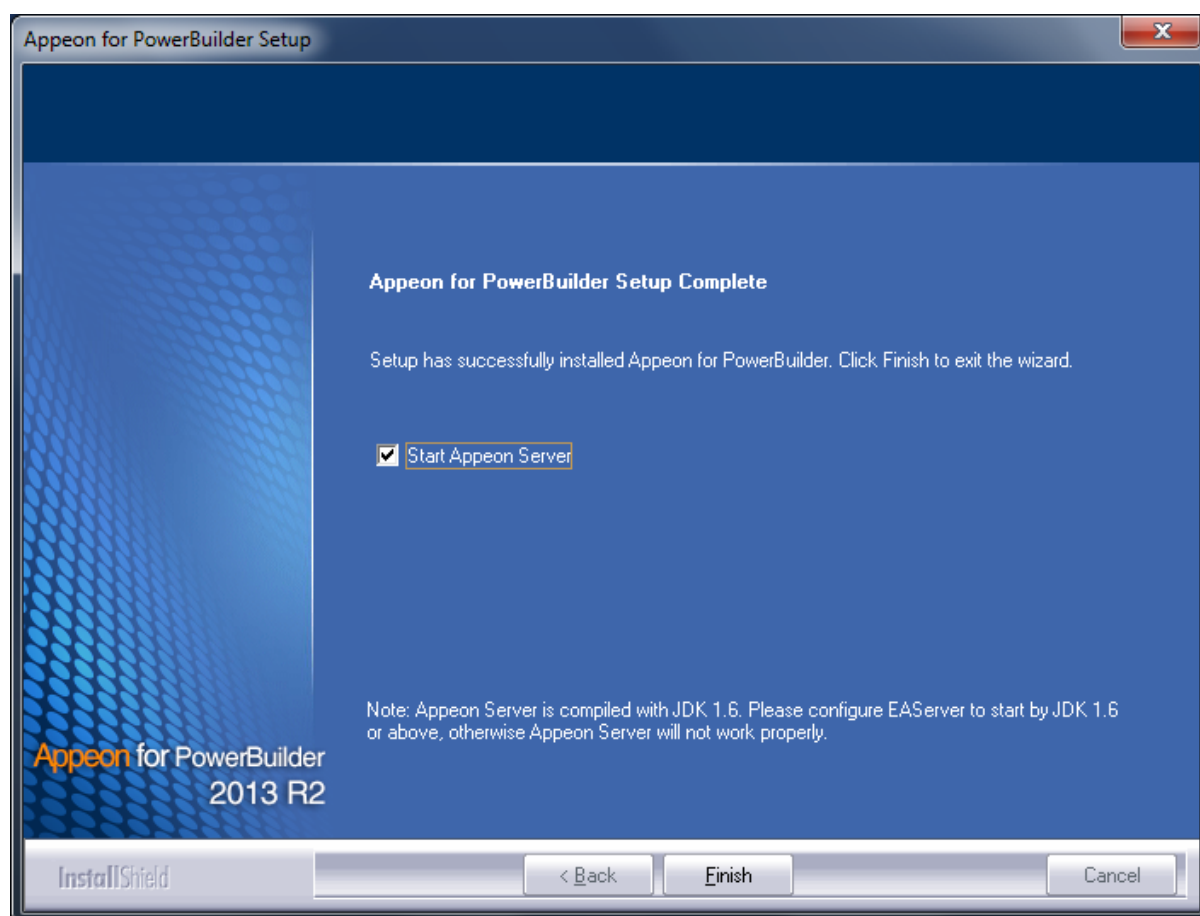 Appeon for PowerBuilder Setup
Appeon for PowerBuilder Setup Complete
Setup has successfully installed Appeon for PowerBuilder. Click Finish to exit the wizard.
Start Appeon Server
Note: Appeon Server is compiled with JDK 1.6. Please configure EAServer to start by JDK 1.6
or above, otherwise Appeon Server will not work properly.
Appeon for PowerBuilder
2013 R2
InstallShield
< Back
Finish
Cancel